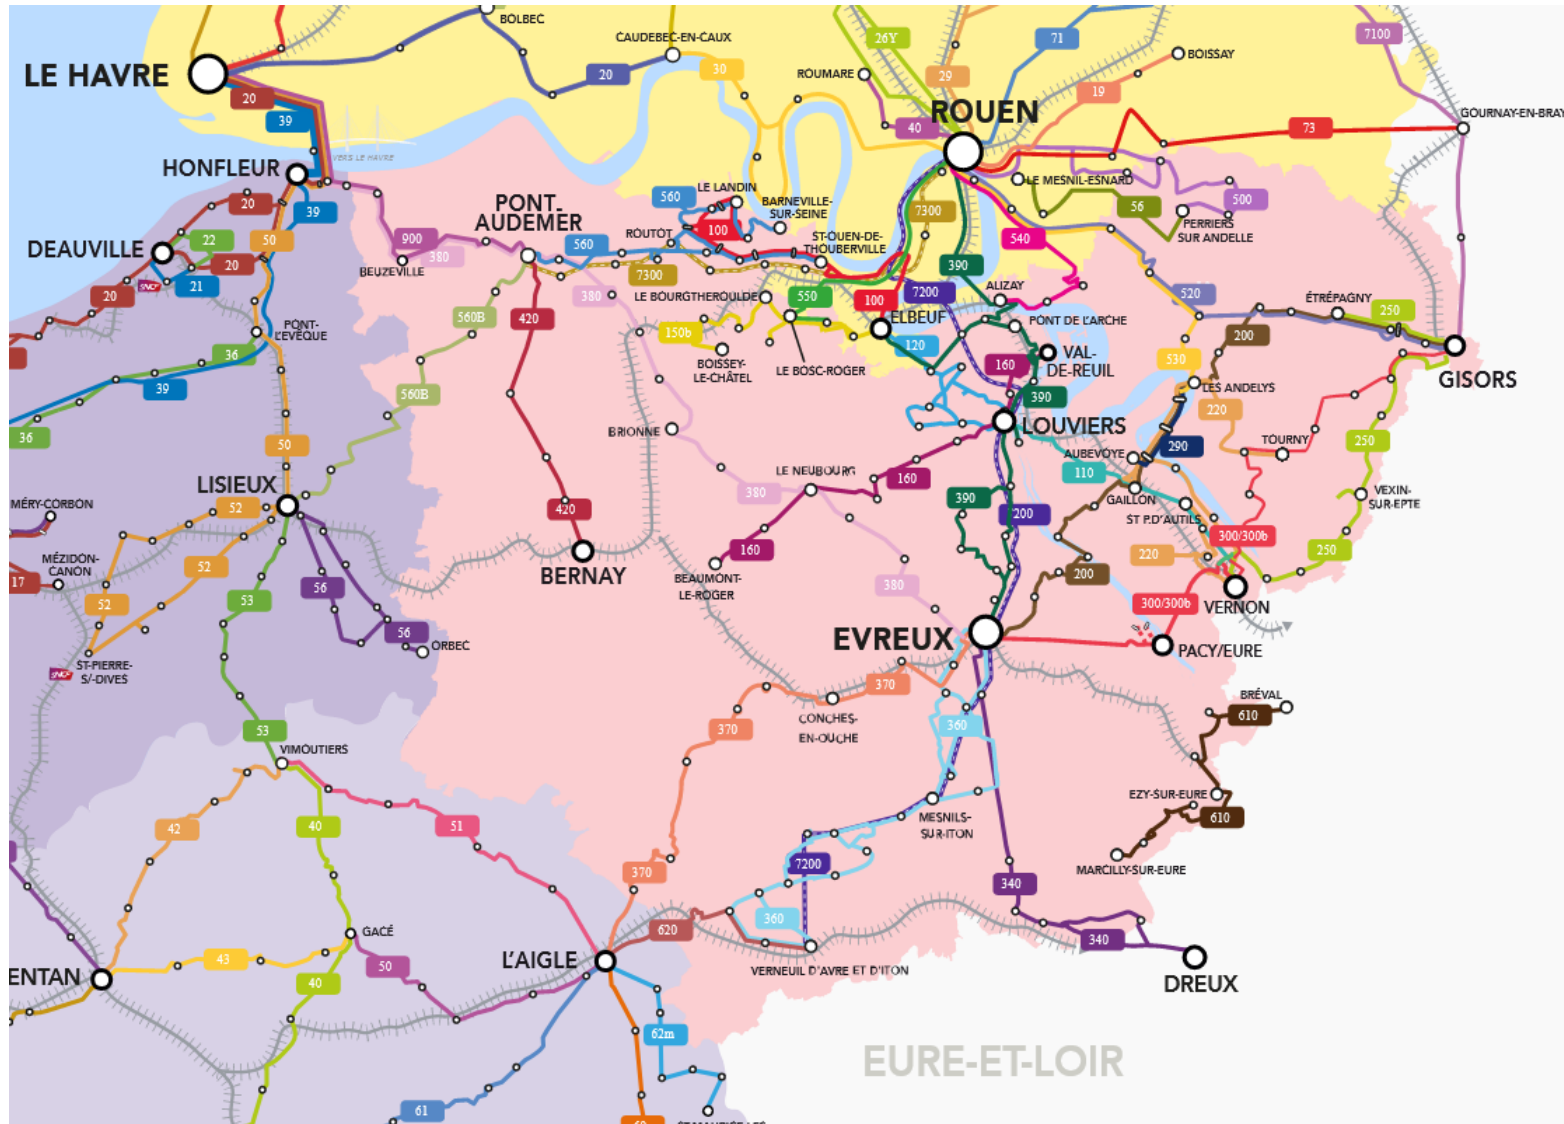 BOLBEC
CAUDEBEC-EN-CAUX
26Y
71
7100
BOISSAY
LE HAVRE
20
30
ROUMARE
29
19
20
39
40
ROUEN
73
GOURNAY-EN-BRAY
VERS LE HAVRE
HONFLEUR
LE MESNIL-ESNARD
20
39
560
LE LANDIN
BARNEVILLE-
SUR-SEINE
7300
56
500
PERRIERS
SUR ANDELLE
PONT-
AUDEMER
DEAUVILLE
22
50
900
380
BEUZEVILLE
560
ROUTOT
100
ST-OUEN-DE-
THOUBERVILLE
540
20
21
SNCF
20
7300
390
380
LE BOURGTHEROULDE
550
100
7200
ALIZAY
520
ÉTRÉPAGNY
250
PONT-
L'EVÊQUE
560B
420
150b
ELBEUF
PONT DE L'ARCHE
200
36
BOISSEY-
LE-CHÂTEL
LE BOSC-ROGER
120
160
VAL-
DE-REUIL
530
GISORS
39
560B
390
LES ANDELYS
220
36
50
BRIONNE
LOUVIERS
290
TOURNY
250
AUBEVOYE
LISIEUX
LE NEUBOURG
160
110
380
390
GAILLON
VEXIN-
SUR-EPTE
MÉRY-CORBON
52
420
200
ST P.D'AUTILS
300/300b
MÉZIDON-
CANON
52
160
220
250
17
BERNAY
BEAUMONT-
LE-ROGER
380
200
56
52
53
300/300b
VERNON
56
ORBEC
EVREUX
PACY/EURE
ST-PIERRE-
S/-DIVES
SNCF
370
BRÉVAL
610
CONCHES-
EN-OUCHE
360
53
370
VIMOUTIERS
EZY-SUR-EURE
610
42
40
51
MESNILS-
SUR-ITON
370
7200
MARCILLY-SUR-EURE
340
360
620
GACÉ
340
43
50
L'AIGLE
VERNEUIL D'AVRE ET D'ITON
ENTAN
40
DREUX
62m
EURE-ET-LOIR
61